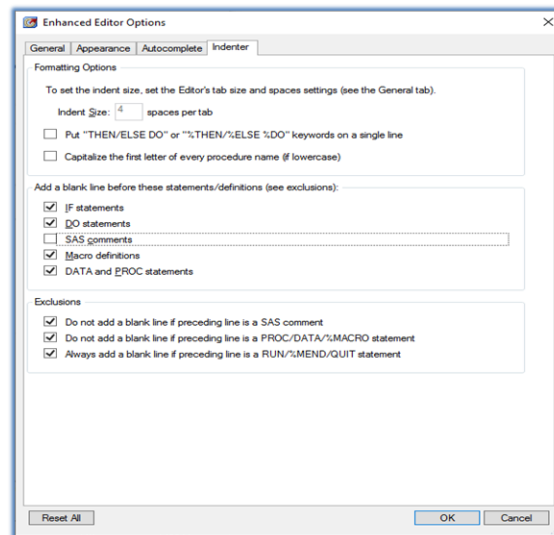 Enhanced Editor Options
General Appearance Autocomplete Indenter
Formatting Options
To set the indent size, set the Editor's tab size and spaces settings (see the General tab).
Indent Size: 4 spaces per tab
Put "THEN/ELSE DO" or "%THEN/%ELSE %DO" keywords on a single line
Capitalize the first letter of every procedure name (if lowercase)
Add a blank line before these statements/definitions (see exclusions):
IF statements
DO statements
SAS comments
Macro definitions
DATA and PROC statements
Exclusions
Do not add a blank line if preceding line is a SAS comment
Do not add a blank line if preceding line is a PROC/DATA/%MACRO statement
Always add a blank line if preceding line is a RUN/%MEND/QUIT statement
Reset All OK Cancel